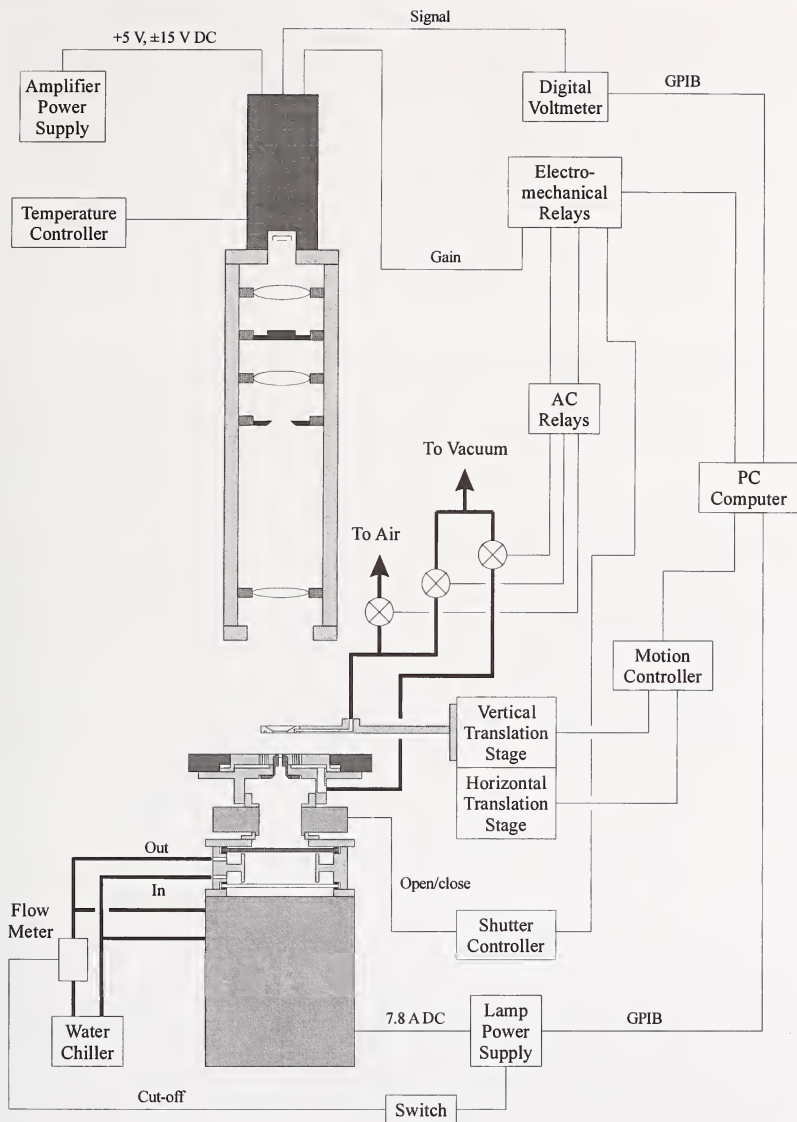 Signal
+5 V, ±15 V DC
Amplifier
Power
Supply
Digital
Voltmeter
GPIB
Electro-
mechanical
Relays
Temperature
Controller
Gain
AC
Relays
To Vacuum
PC
Computer
To Air
Motion
Controller
Vertical
Translation
Stage
Horizontal
Translation
Stage
Out
In
Open/close
Flow
Meter
Shutter
Controller
Water
Chiller
7.8 A DC
Lamp
Power
Supply
GPIB
Cut-off
Switch